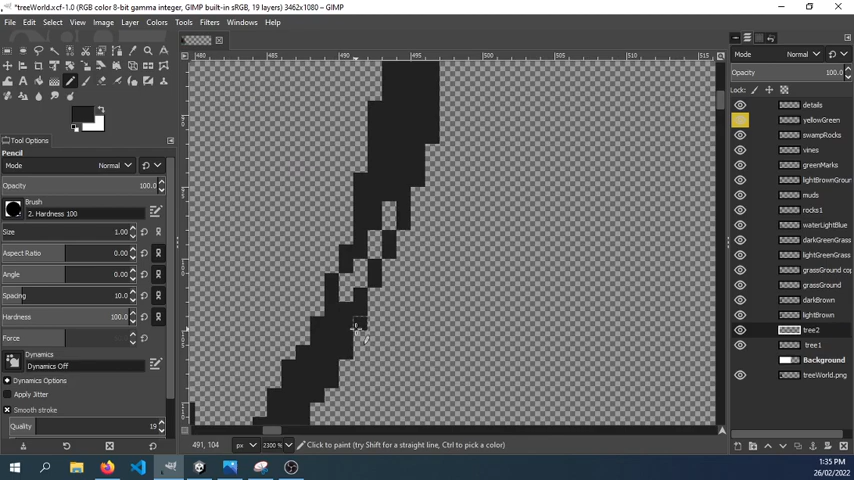 *treeWorld.xcf-1.0 (RGB color 8-bit gamma integer, GIMP built-in sRGB, 19 layers) 3462x1080 – GIMP
File Edit Select View Image Layer Colors Tools Filters Windows Help
480 485 490 495 500 505 510 515
Tool Options
Pencil
Mode Normal
Opacity 100.0
Brush
2. Hardness 100
Size 1.00
Aspect Ratio 0.00
Angle 0.00
Spacing 10.0
Hardness 100.0
Force
Dynamics
Dynamics Off
Dynamics Options
Apply Jitter
Smooth stroke
Quality 19
Mode Normal
Opacity 100.0
Lock:
details
yellowGreen
swampRocks
vines
greenMarks
lightBrownGroun
muds
rocks1
waterLightBlue
darkGreenGrass
lightGreenGrass
grassGround cop
grassGround
darkBrown
lightBrown
tree2
tree1
Background
treeWorld.png
491, 104 px 2300 % Click to paint (try Shift for a straight line, Ctrl to pick a color)
1:35 PM
26/02/2022